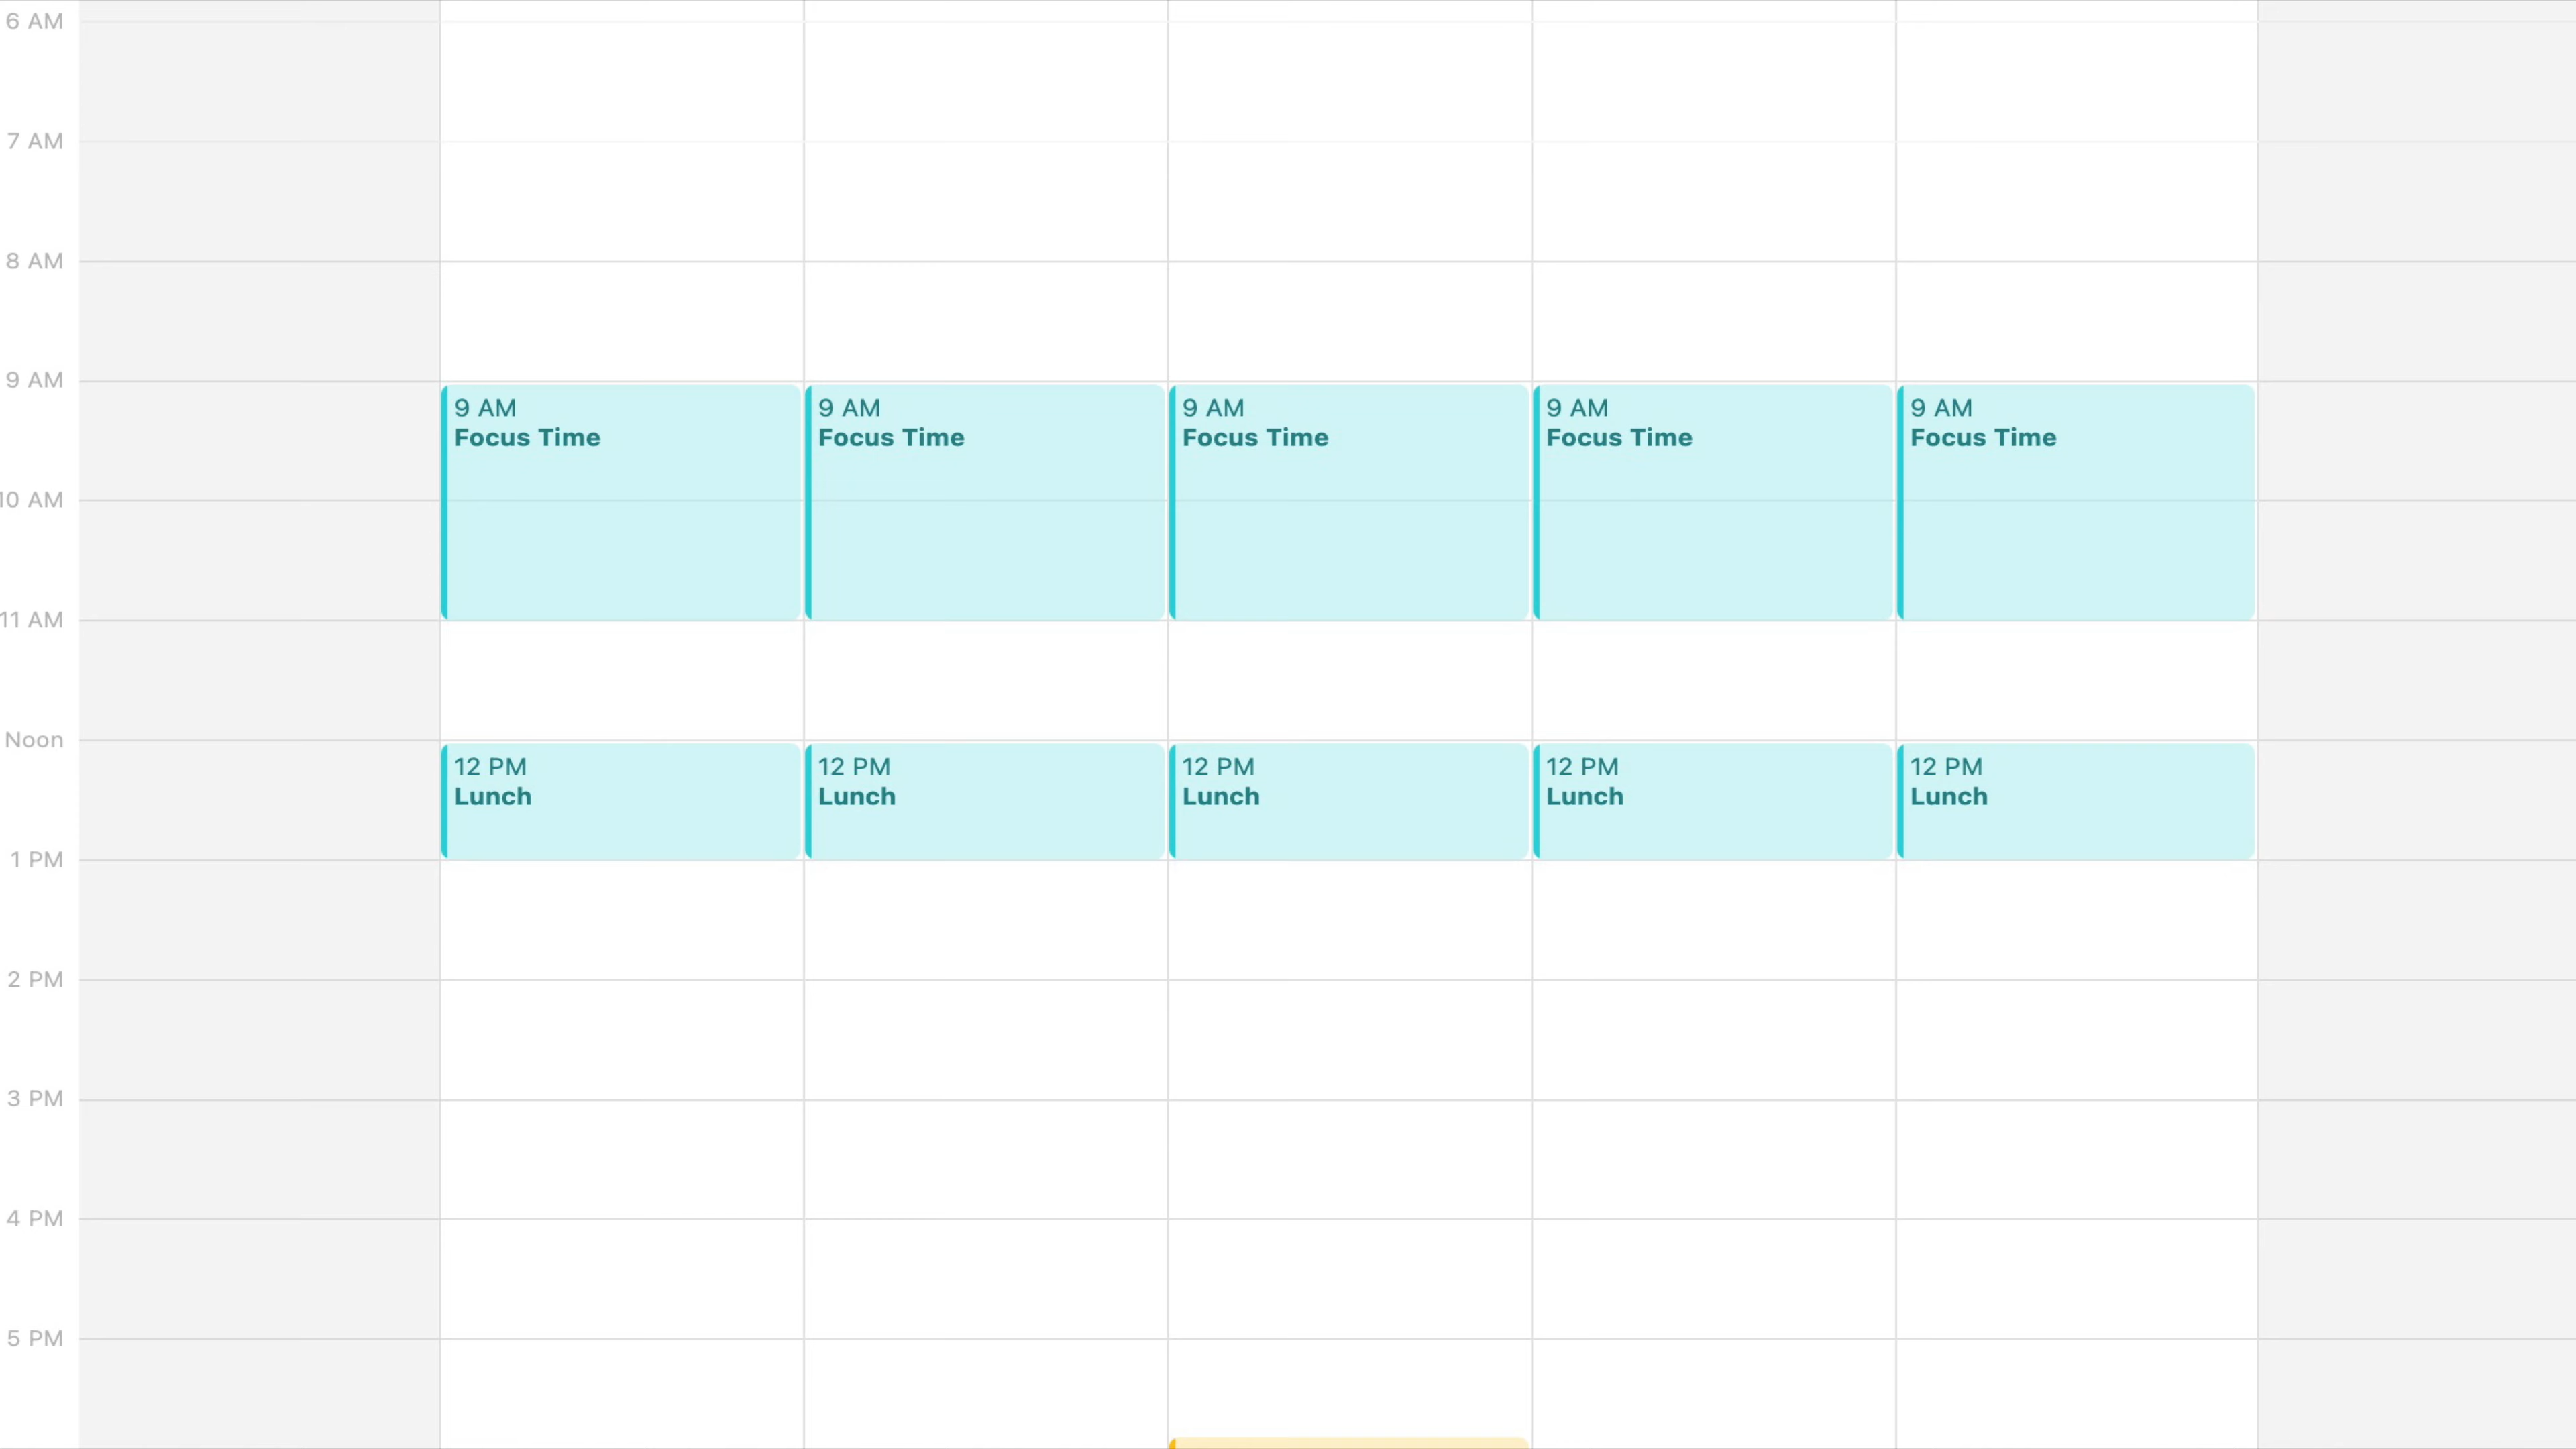 6 AM
7 AM
8 AM
9 AM
9 AM
Focus Time
9 AM
Focus Time
9 AM
Focus Time
9 AM
Focus Time
9 AM
Focus Time
10 AM
11 AM
Noon
12 PM
Lunch
12 PM
Lunch
12 PM
Lunch
12 PM
Lunch
12 PM
Lunch
1 PM
2 PM
3 PM
4 PM
5 PM